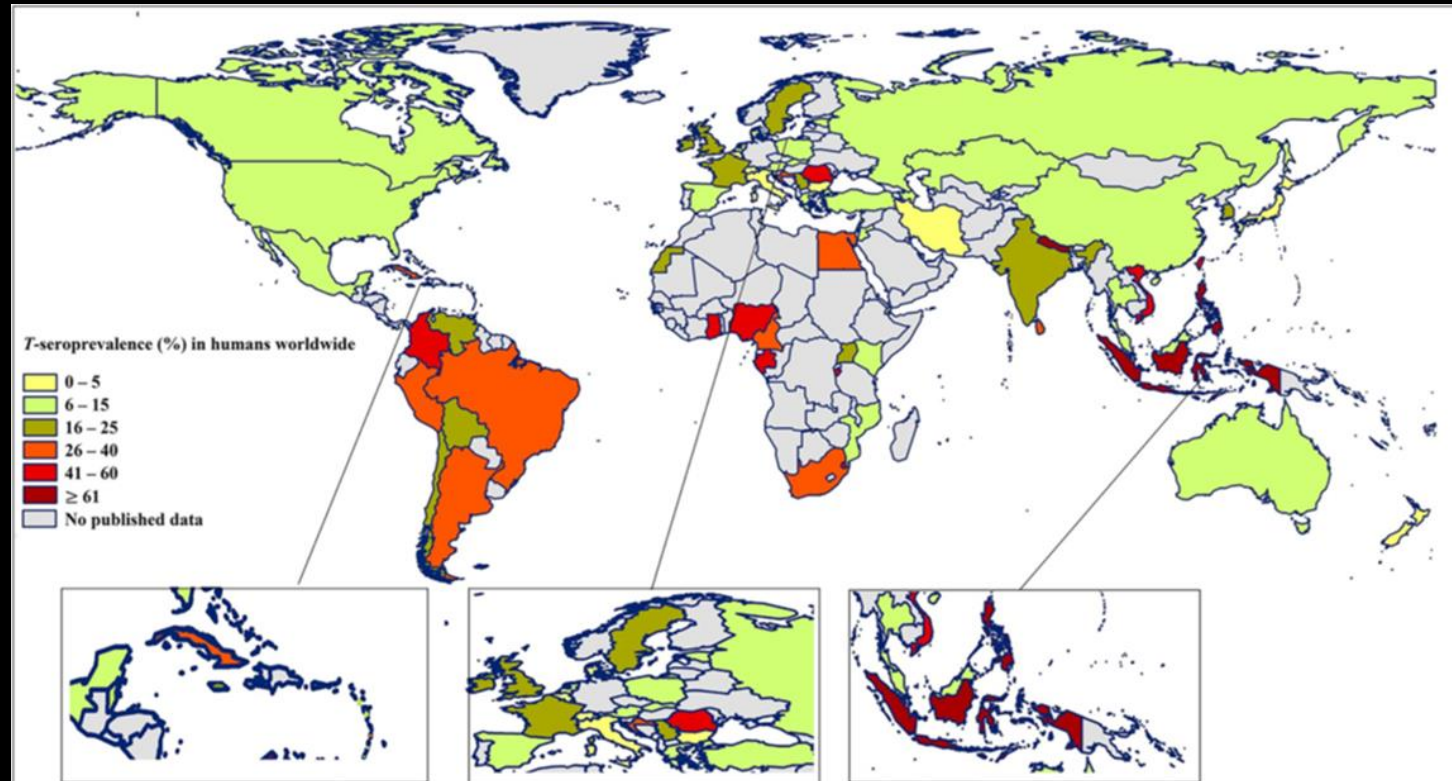 T-seroprevalence (%) in humans worldwide
0 – 5
6 – 15
16 – 25
26 – 40
41 – 60
≥ 61
No published data